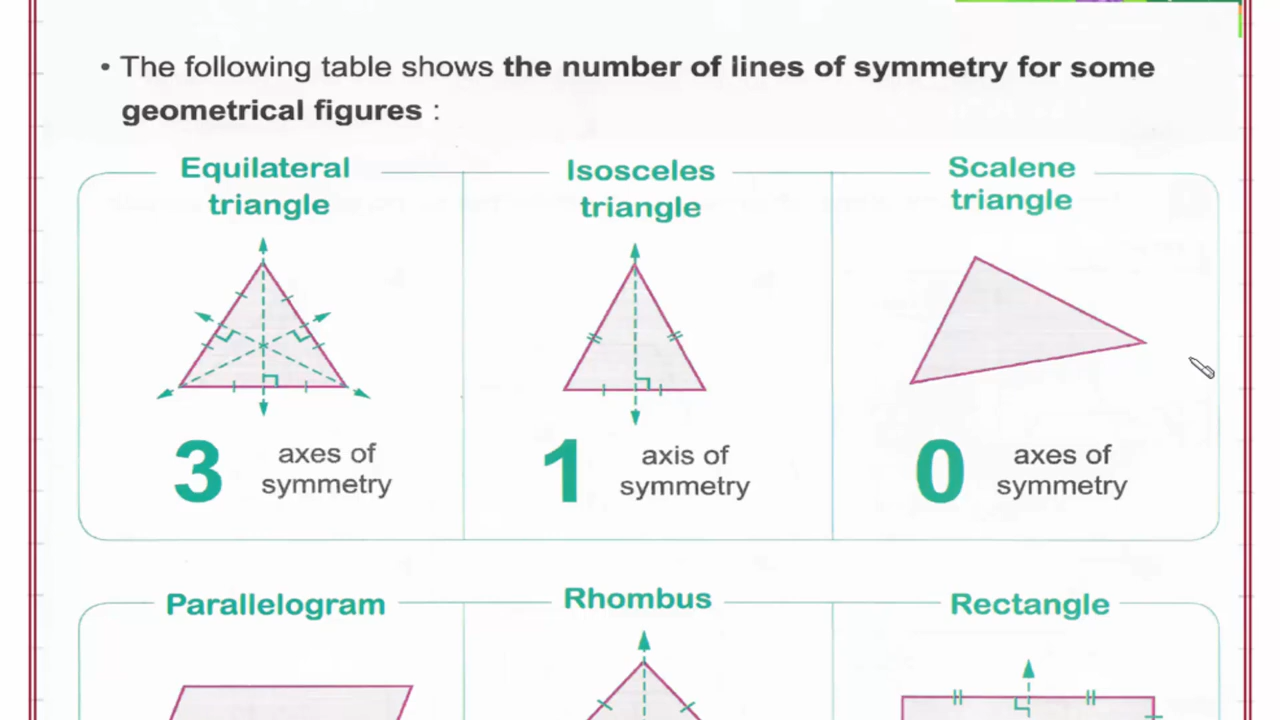 • The following table shows the number of lines of symmetry for some
geometrical figures :
Equilateral
triangle
3 axes of
symmetry
Isosceles
triangle
1 axis of
symmetry
Scalene
triangle
0 axes of
symmetry
Parallelogram
Rhombus
Rectangle